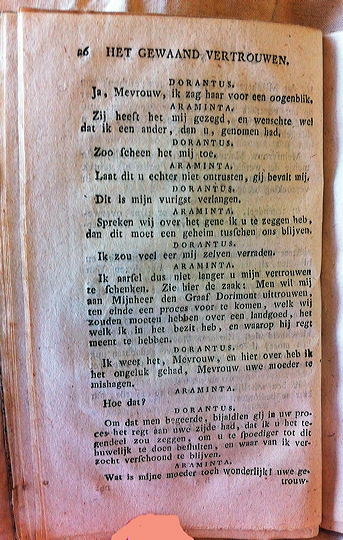 26 HET GEWAAND VERTROUWEN.
DORANTUS.
Ja, Mevrouw, ik zag haar voor een oogenblik.
ARAMINTA.
Zij heeft het mij gezegd, en wenschte wel
dat ik een ander, dan u, genomen had.
DORANTUS.
Zoo ſcheen het mij toe.
ARAMINTA.
Laat dit u echter niet ontrusten, gij bevalt mij.
DORANTUS.
Dit is mijn vurigst verlangen.
ARAMINTA.
Spreken wij over het gene ik u te zeggen heb,
dan dit moet een geheim tusſchen ons blijven.
DORANTUS.
Ik zou veel eer mij zelven verraden.
ARAMINTA.
Ik aarſel dus niet langer u mijn vertrouwen
te ſchenken. Zie hier de zaak: Men wil mij
aan Mijnheer den Graaf Dorimont uittrouwen,
ten einde een proces voor te komen, welk wij
zouden moeten hebben over een landgoed, het
welk ik in het bezit heb, en waarop hij regt
meent te hebben.
DORANTUS.
Ik weet het, Mevrouw, en hier over heb ik
het ongeluk gehad, Mevrouw uwe moeder te
mishagen.
ARAMINTA.
Hoe dat?
DORANTUS.
Om dat men begeerde, bijaldien gij in uw pro-
ces het regt aan uwe zijde had, dat ik u het te-
gendeel zou zeggen, om u te ſpoediger tot dit
huwelijk te doen beſluiten, en waar van ik ver-
zocht verſchoond te blijven.
ARAMINTA.
Wat is mijne moeder toch wonderlijk! uwe ge-
trouw-